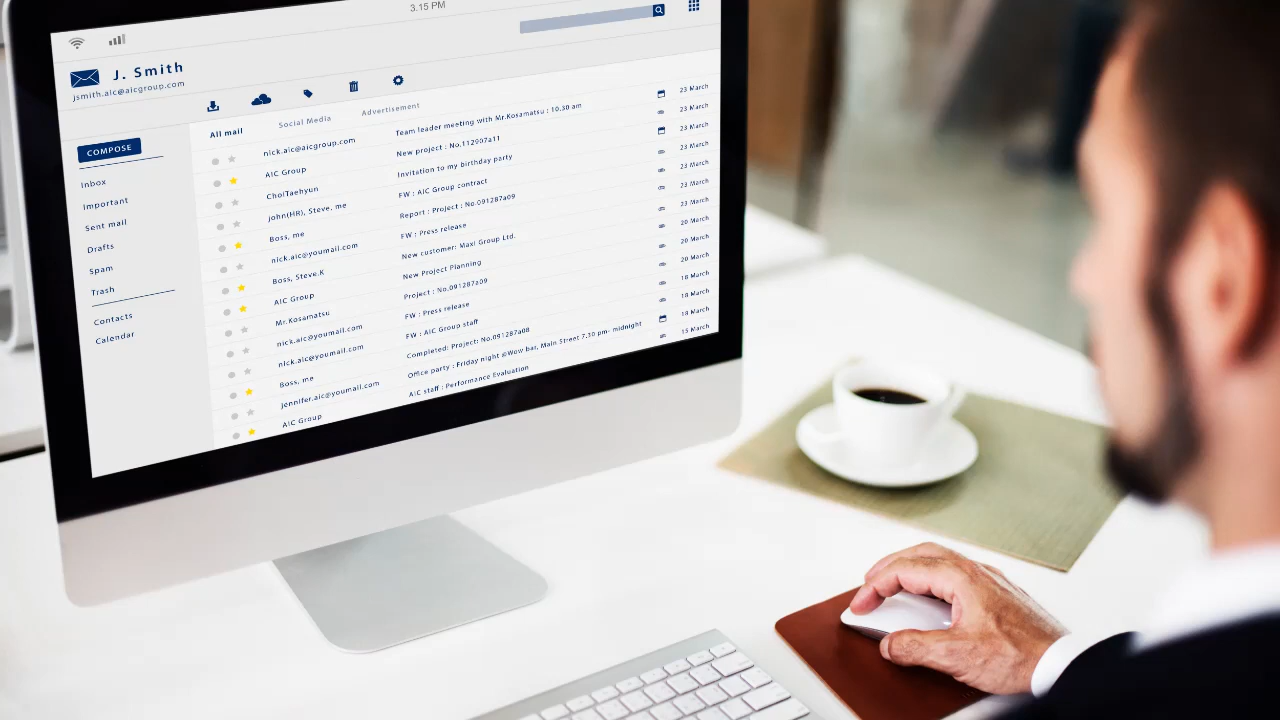 3.15 PM
J. Smith
jsmith.aic@aicgroup.com
All mail Social Media Advertisement
COMPOSE
Inbox
Important
Sent mail
Drafts
Spam
Trash
Contacts
Calendar
nick.aic@aicgroup.com Team leader meeting with Mr.Kosamatsu : 10.30 am 23 March
AIC Group New project : No.112907a11 23 March
ChoiTaehyun Invitation to my birthday party 23 March
john(HR), Steve, me FW : AIC Group contract 23 March
Boss, me Report : Project : No.091287a09 23 March
nick.aic@youmail.com FW : Press release 23 March
Boss, Steve.K New customer: Maxi Group Ltd. 23 March
AIC Group New Project Planning 20 March
Mr.Kosamatsu Project : No.091287a09 20 March
nick.aic@youmail.com FW : Press release 20 March
nick.aic@youmail.com FW : AIC Group staff 18 March
Boss, me Completed: Project: No.091287a08 18 March
jennifer.aic@youmail.com Office party : Friday night @Wow bar, Main Street 7.30 pm- midnight 18 March
AIC Group AIC staff : Performance Evaluation 15 March